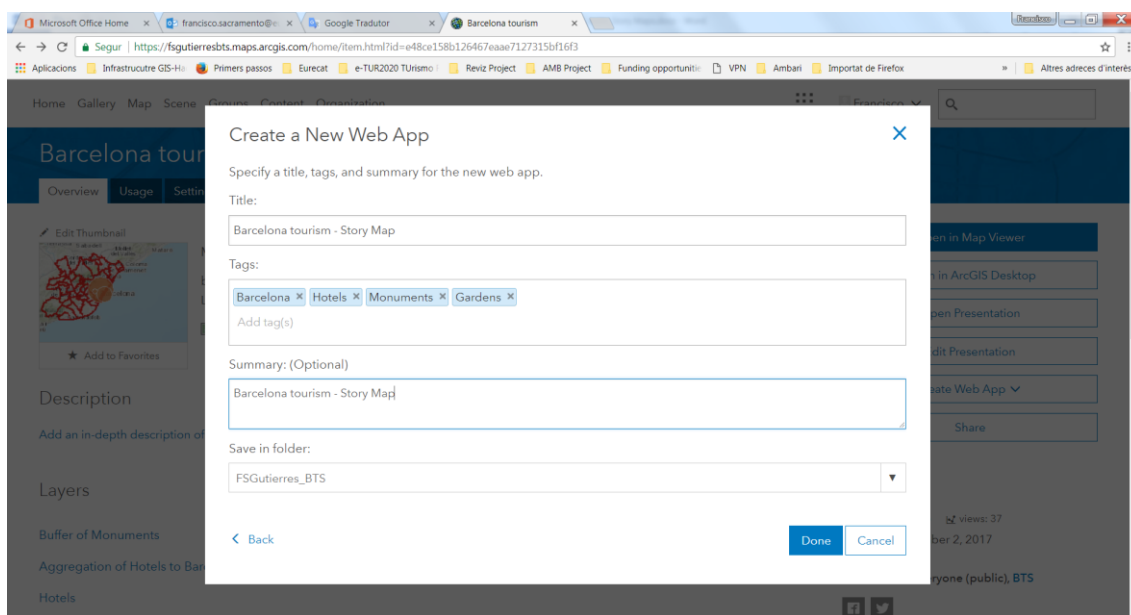 Microsoft Office Home francisco.sacramento@e Google Tradutor Barcelona tourism Francisco
Segur https://fsgutierresbts.maps.arcgis.com/home/item.html?id=e48ce158b126467eaae7127315bf16f3
Aplicacions Infrastrucutre GIS-Ha Primers passos Eurecat e-TUR2020 TUrismo Reviz Project AMB Project Funding opportunitie VPN Ambari Importat de Firefox » Altres adreces d'interès
Home Gallery Map Scene Groups Content Organization Francisco
Create a New Web App
Barcelona tour
Specify a title, tags, and summary for the new web app.
Overview Usage Settin
Title:
Edit Thumbnail
Barcelona tourism - Story Map
en in Map Viewer
Tags:
n in ArcGIS Desktop
Barcelona × Hotels × Monuments × Gardens ×
pen Presentation
Add tag(s)
Add to Favorites
dit Presentation
Summary: (Optional)
Description
Barcelona tourism - Story Map
eate Web App
Add an in-depth description of
Share
Save in folder:
FSGutierres_BTS
Layers
views: 37
Buffer of Monuments
Back
Done Cancel
ber 2, 2017
Aggregation of Hotels to Bar
ryone (public), BTS
Hotels